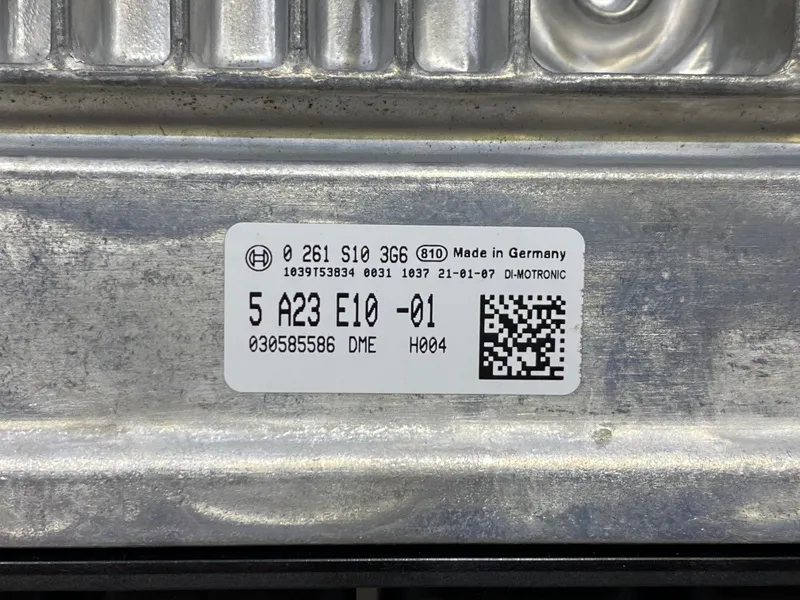 0 261 S10 3G6 810 Made in Germany
1039T53834 0031 1037 21-01-07 DI-MOTRONIC
5 A23 E10 -01
030585586 DME H004